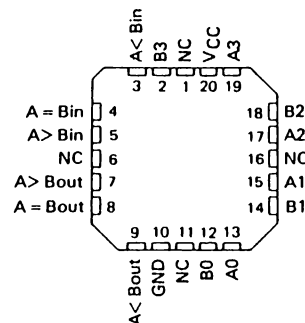 A< Bin
B3
NC
VCC
A3
3
2
1
20
19
A = Bin 4
A> Bin 5
NC 6
A> Bout 7
A = Bout 8
18 B2
17 A2
16 NC
15 A1
14 B1
9
10
11
12
13
A< Bout
GND
NC
B0
A0